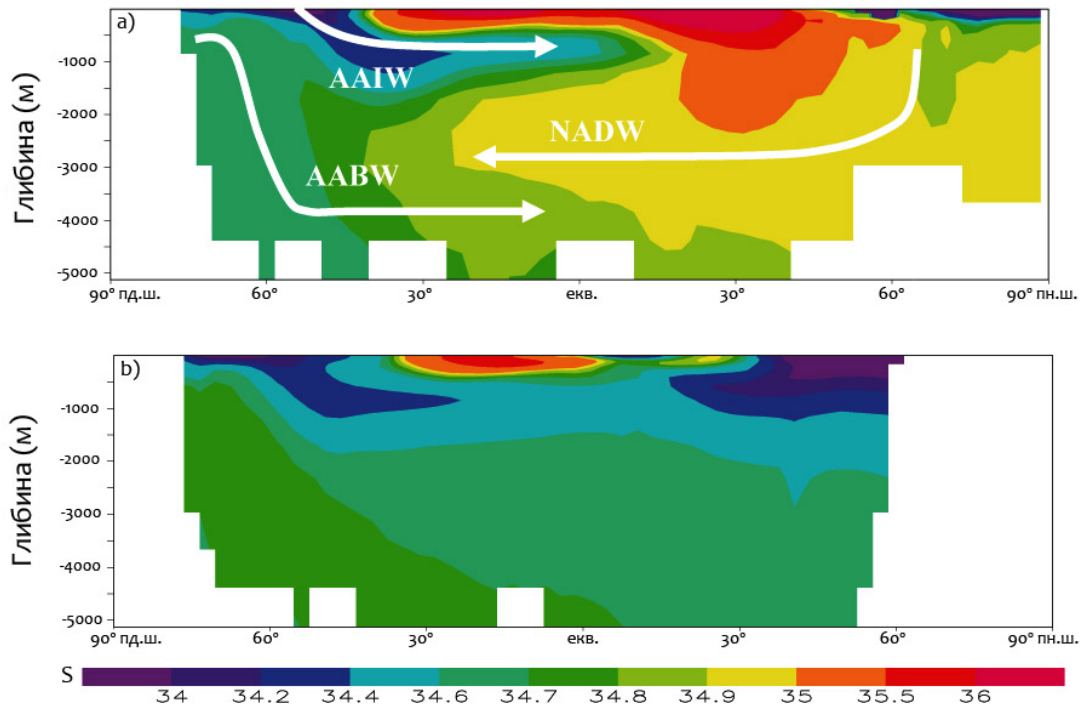 a)
Глибина (м)
-1000
-2000
-3000
-4000
-5000
AAIW
NADW
AABW
90° пд.ш. 60° 30° екв. 30° 60° 90° пн.ш.
b)
Глибина (м)
-1000
-2000
-3000
-4000
-5000
90° пд.ш. 60° 30° екв. 30° 60° 90° пн.ш.
S 34 34.2 34.4 34.6 34.7 34.8 34.9 35 35.5 36